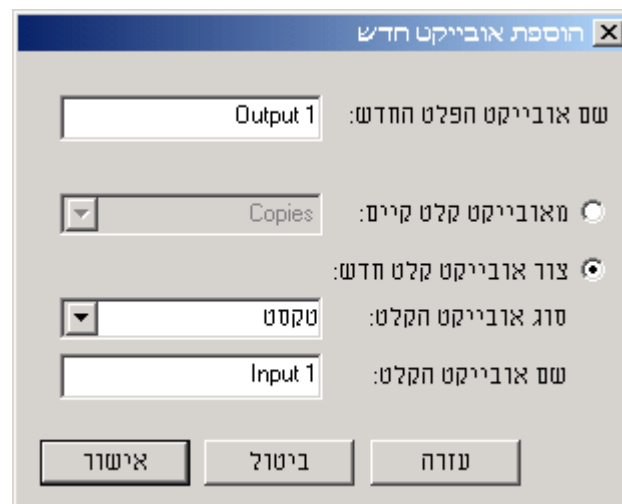 הוספת אובייקט חדש
שם אובייקט הפלט החדש: Output 1
מאובייקט קלט קיים: Copies
צור אובייקט קלט חדש:
סוג אובייקט הקלט: טקסט
שם אובייקט הקלט: Input 1
עזרה ביטול אישור